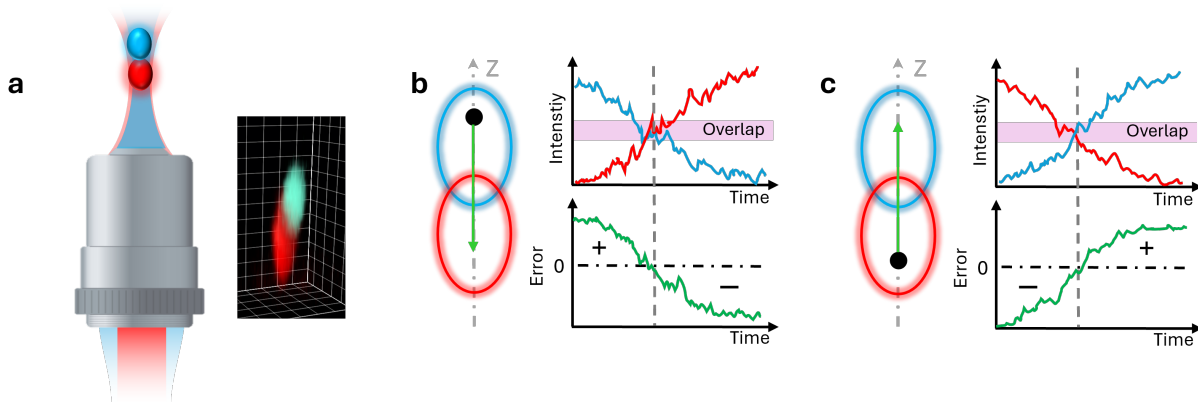 a
b
Z
Intenstiy
Overlap
Time
Error
0
+
−
Time
c
Z
Intenstiy
Overlap
Time
Error
0
−
+
Time